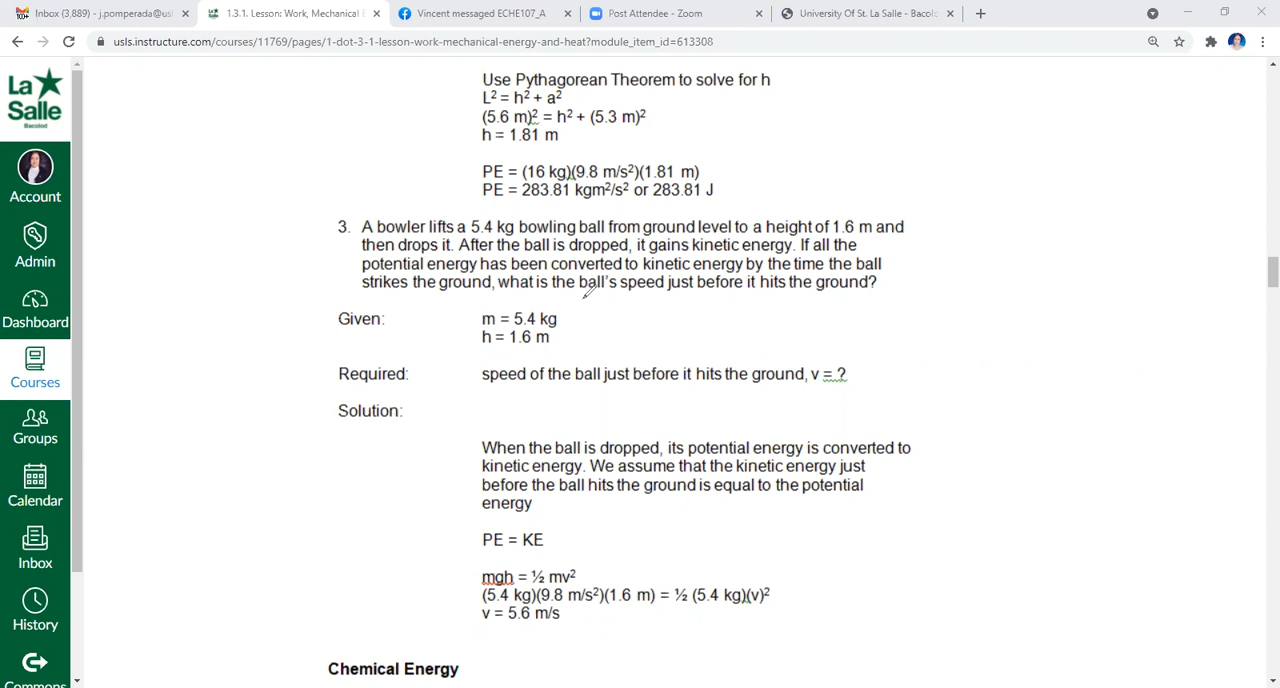 Inbox (3,889) - j.pomperada@usl
1.3.1. Lesson: Work, Mechanical E
Vincent messaged ECHE107_A
Post Attendee - Zoom
University Of St. La Salle - Bacolo
usls.instructure.com/courses/11769/pages/1-dot-3-1-lesson-work-mechanical-energy-and-heat?module_item_id=613308
La
Salle
Bacolod
Account
Admin
Dashboard
Courses
Groups
Calendar
Inbox
History
Commons
Use Pythagorean Theorem to solve for h
L² = h² + a²
(5.6 m)² = h² + (5.3 m)²
h = 1.81 m
PE = (16 kg)(9.8 m/s²)(1.81 m)
PE = 283.81 kgm²/s² or 283.81 J
3. A bowler lifts a 5.4 kg bowling ball from ground level to a height of 1.6 m and
then drops it. After the ball is dropped, it gains kinetic energy. If all the
potential energy has been converted to kinetic energy by the time the ball
strikes the ground, what is the ball's speed just before it hits the ground?
Given: m = 5.4 kg
h = 1.6 m
Required: speed of the ball just before it hits the ground, v = ?
Solution:
When the ball is dropped, its potential energy is converted to
kinetic energy. We assume that the kinetic energy just
before the ball hits the ground is equal to the potential
energy
PE = KE
mgh = ½ mv²
(5.4 kg)(9.8 m/s²)(1.6 m) = ½ (5.4 kg)(v)²
v = 5.6 m/s
Chemical Energy